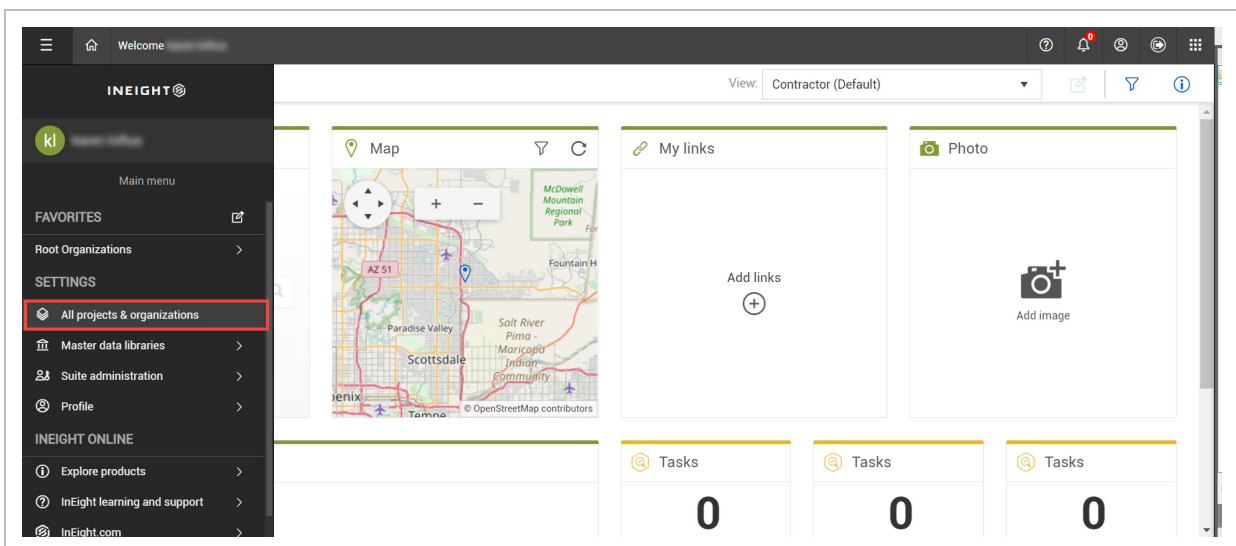 Welcome
0
INEIGHT
View: Contractor (Default)
kl
Main menu
FAVORITES
Root Organizations
SETTINGS
All projects & organizations
Master data libraries
Suite administration
Profile
INEIGHT ONLINE
Explore products
InEight learning and support
InEight.com
Map
McDowell
Mountain
Regional
Park
Fountain H
AZ 51
Paradise Valley
Salt River
Pima -
Maricopa
Indian
Community
Scottsdale
oenix
Tempe
© OpenStreetMap contributors
My links
Add links
Photo
Add image
Tasks
0
Tasks
0
Tasks
0